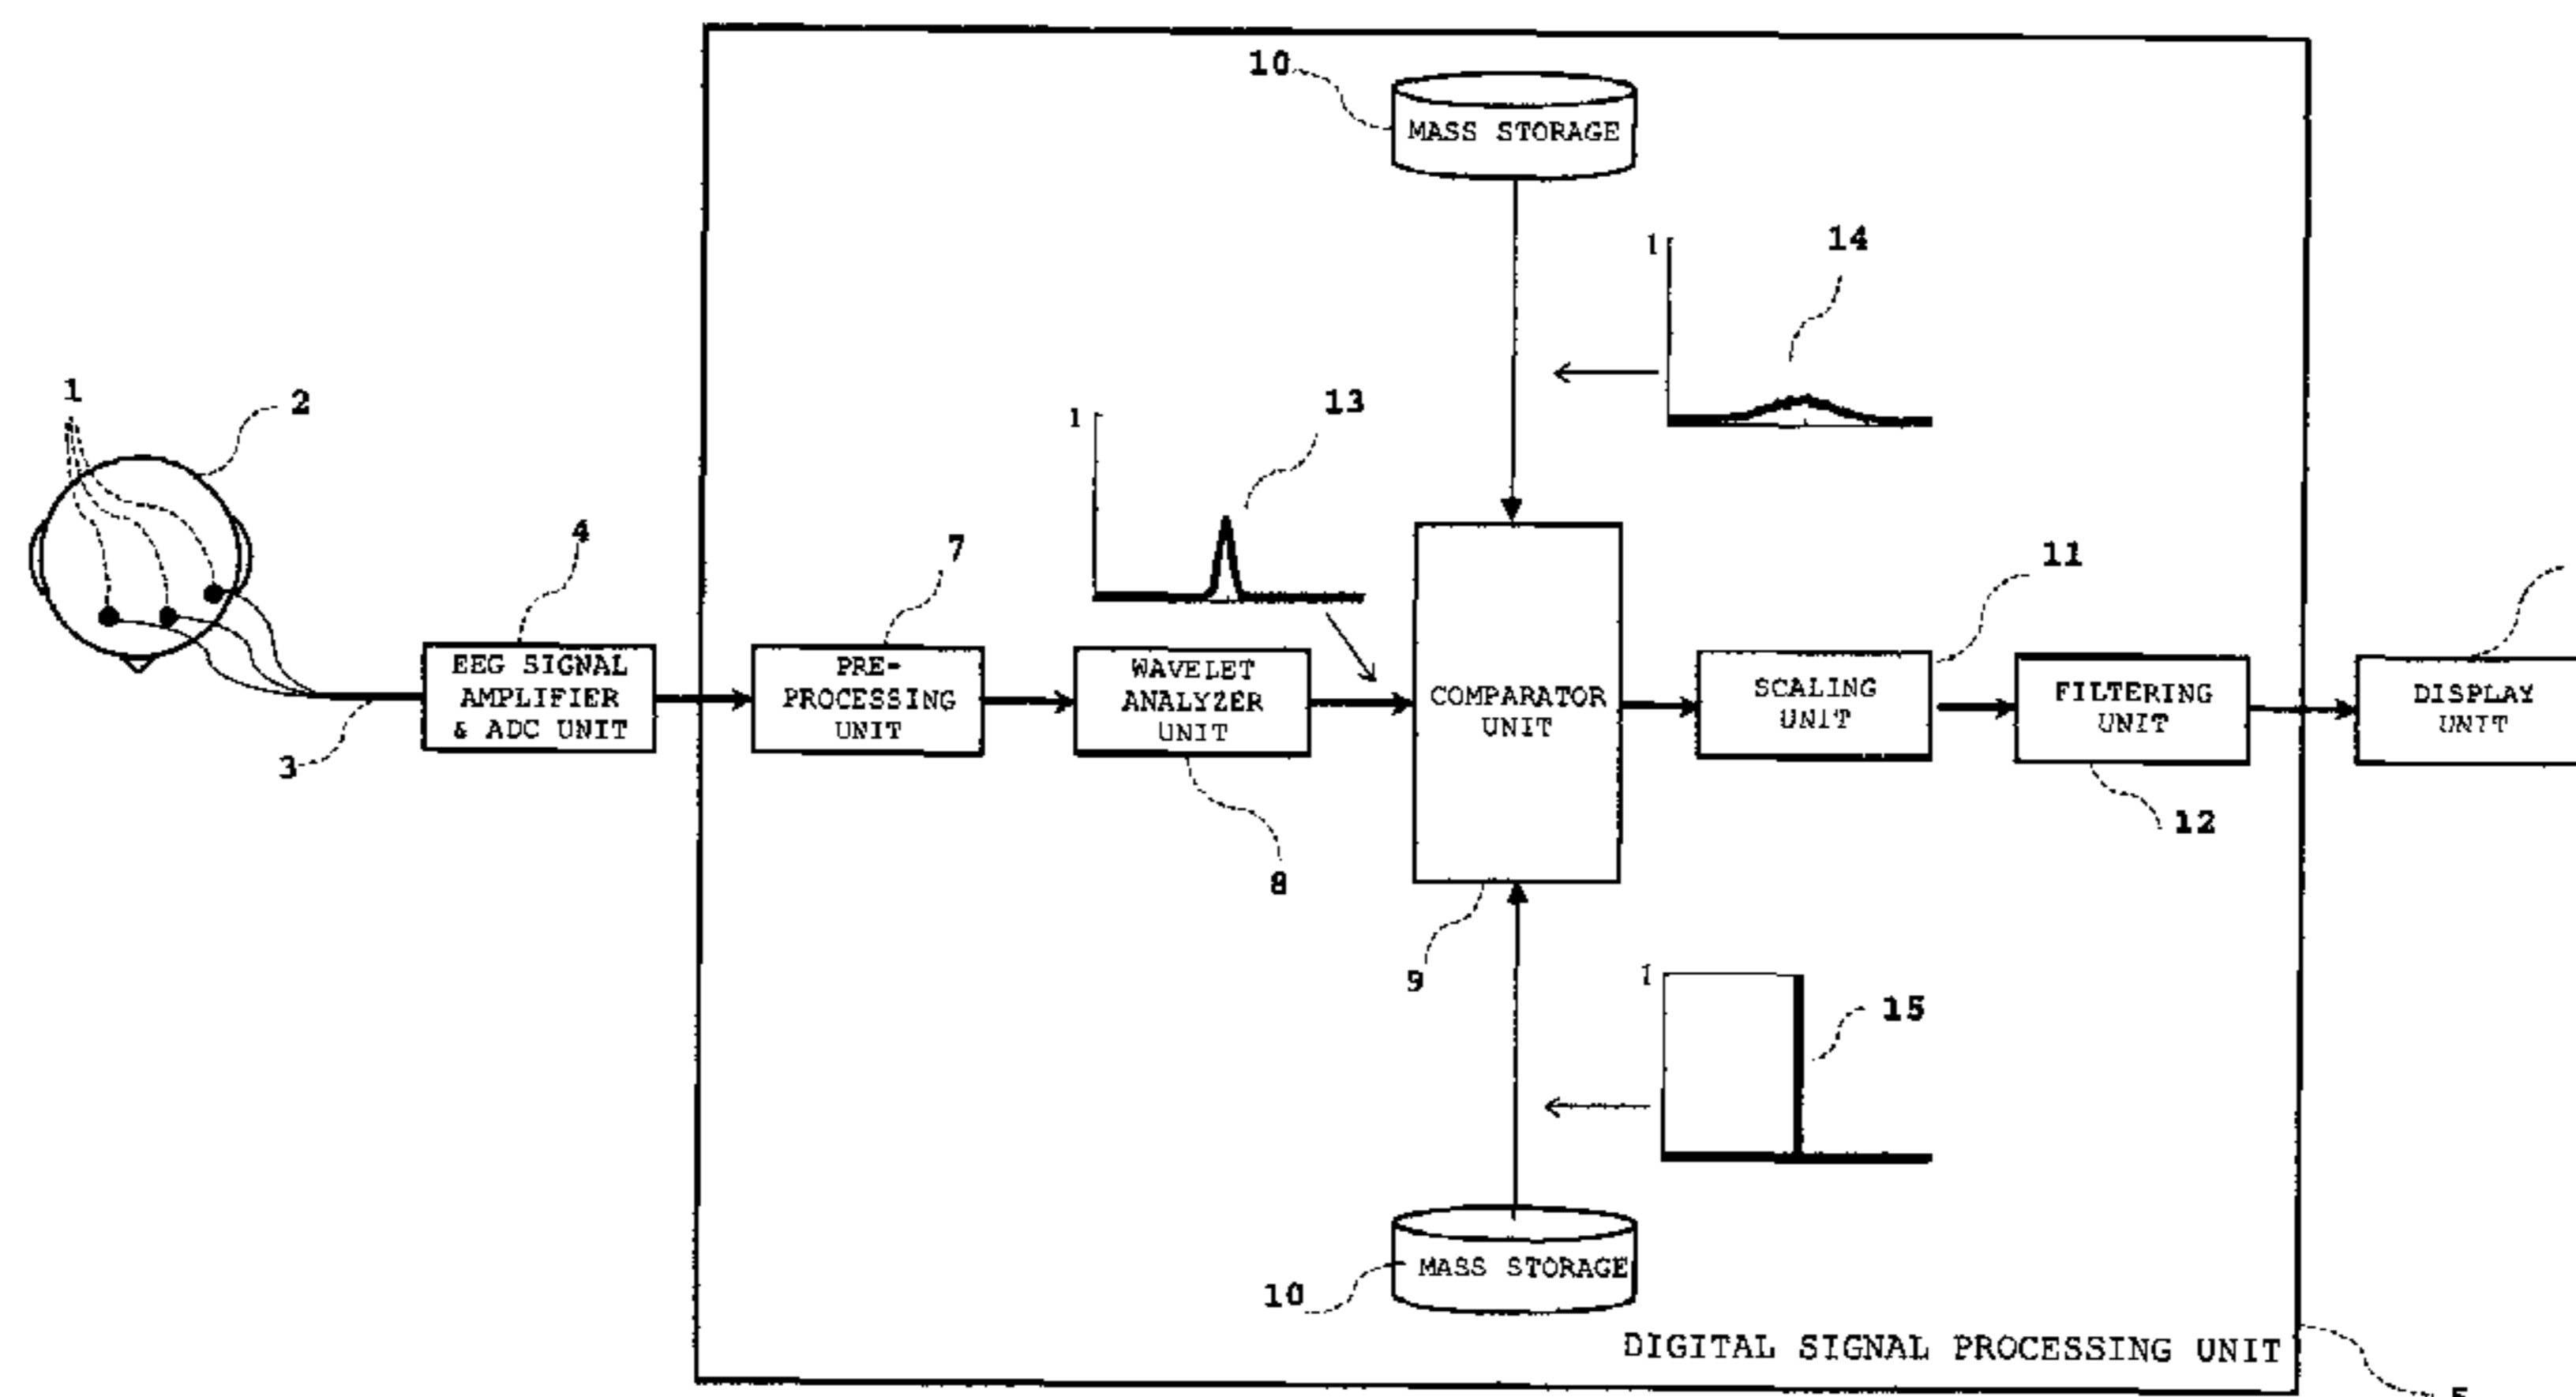 10
MASS STORAGE
1
14
1
13
1
2
4
7
11
EEG SIGNAL
AMPLIFIER
& ADC UNIT
PRE-
PROCESSING
UNIT
WAVELET
ANALYZER
UNIT
COMPARATOR
UNIT
SCALING
UNIT
FILTERING
UNIT
DISPLAY
UNIT
3
8
9
12
1
15
10
MASS STORAGE
DIGITAL SIGNAL PROCESSING UNIT